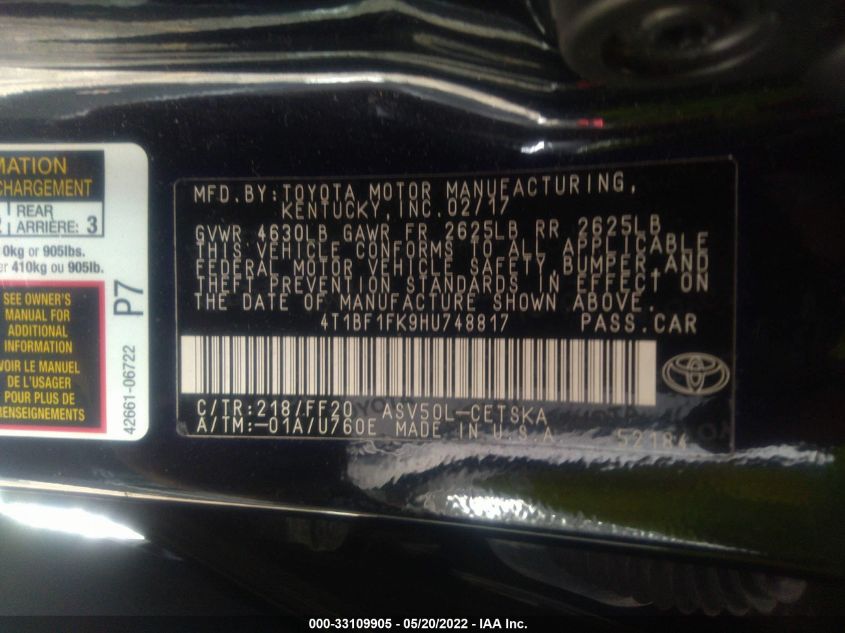 MATION
CHARGEMENT
REAR
ARRIÈRE: 3
0kg or 905lbs.
er 410kg ou 905lb.
SEE OWNER'S
MANUAL FOR
ADDITIONAL
INFORMATION
VOIR LE MANUEL
DE L'USAGER
POUR PLUS DE
RENSEIGNEMENTS
P7
42661-06722
MFD.BY:TOYOTA MOTOR MANUFACTURING,
KENTUCKY,INC.02/17
GVWR 4630LB GAWR FR 2625LB RR 2625LB
THIS VEHICLE CONFORMS TO ALL APPLICABLE
FEDERAL MOTOR VEHICLE SAFETY,BUMPER,AND
THEFT PREVENTION STANDARDS IN EFFECT ON
THE DATE OF MANUFACTURE SHOWN ABOVE.
4T1BF1FK9HU748817 PASS.CAR
C/TR:218/FF20 ASV50L-CETSKA
A/TM:-01A/U760E MADE IN U.S.A.
000-33109905 - 05/20/2022 - IAA Inc.